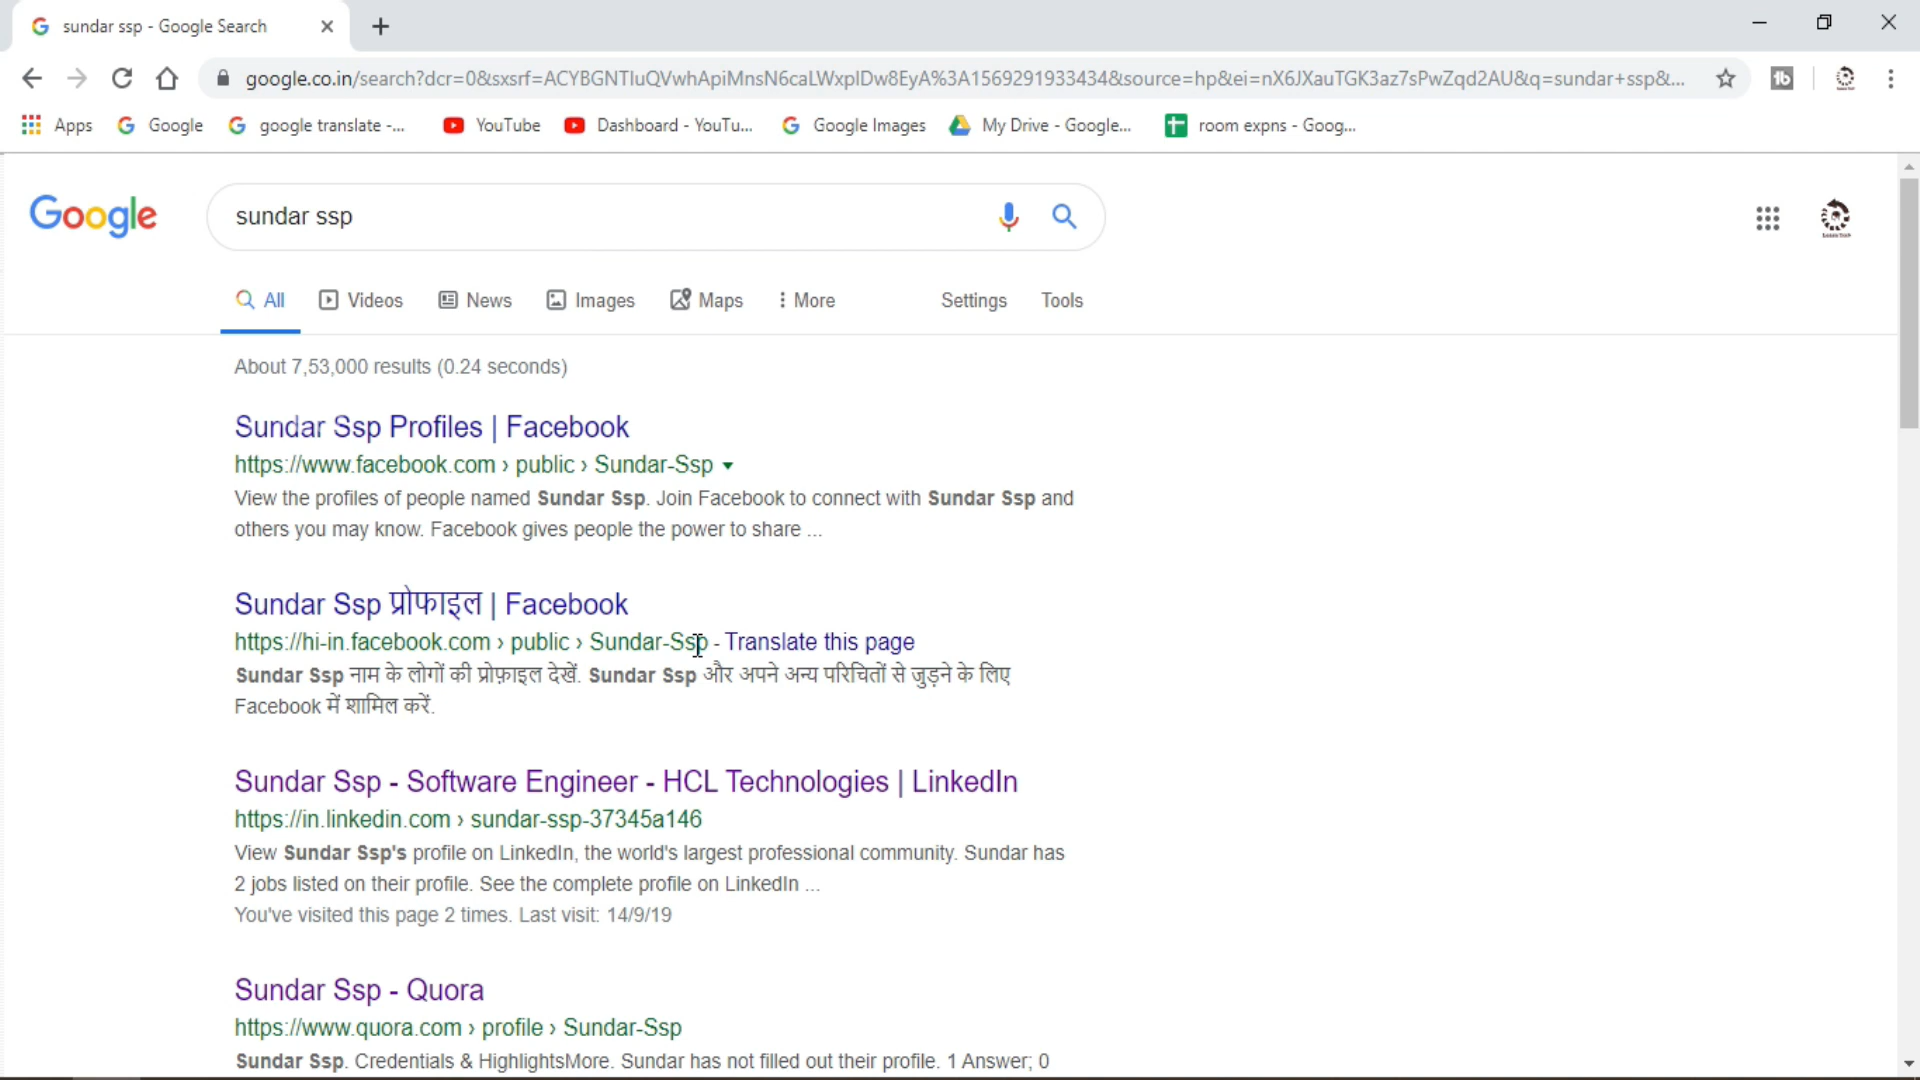 sundar ssp - Google Search
google.co.in/search?dcr=0&sxsrf=ACYBGNTIuQVwhApiMnsN6caLWxpIDw8EyA%3A1569291933434&source=hp&ei=nX6JXauTGK3az7sPwZqd2AU&q=sundar+ssp&...
Apps Google google translate -... YouTube Dashboard - YouTu... Google Images My Drive - Google... room expns - Goog...
Google
sundar ssp
All Videos News Images Maps More Settings Tools
About 7,53,000 results (0.24 seconds)
Sundar Ssp Profiles | Facebook
https://www.facebook.com › public › Sundar-Ssp
View the profiles of people named Sundar Ssp. Join Facebook to connect with Sundar Ssp and
others you may know. Facebook gives people the power to share ...
Sundar Ssp प्रोफाइल | Facebook
https://hi-in.facebook.com › public › Sundar-Ssp - Translate this page
Sundar Ssp नाम के लोगों की प्रोफ़ाइल देखें. Sundar Ssp और अपने अन्य परिचितों से जुड़ने के लिए
Facebook में शामिल करें.
Sundar Ssp - Software Engineer - HCL Technologies | LinkedIn
https://in.linkedin.com › sundar-ssp-37345a146
View Sundar Ssp's profile on LinkedIn, the world's largest professional community. Sundar has
2 jobs listed on their profile. See the complete profile on LinkedIn ...
You've visited this page 2 times. Last visit: 14/9/19
Sundar Ssp - Quora
https://www.quora.com › profile › Sundar-Ssp
Sundar Ssp. Credentials & HighlightsMore. Sundar has not filled out their profile. 1 Answer; 0